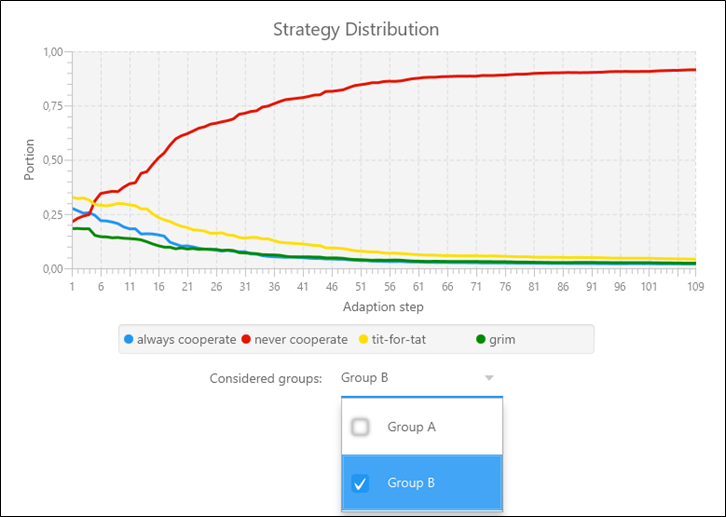 Strategy Distribution
1,00
0,75
0,50
0,25
0,00
Portion
1 6 11 16 21 26 31 36 41 46 51 56 61 66 71 76 81 86 91 96 101 109
Adaption step
always cooperate never cooperate tit-for-tat grim
Considered groups: Group B
Group A
Group B